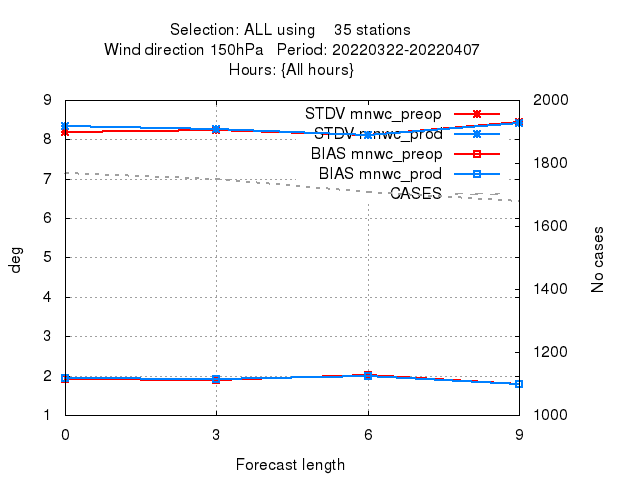 Selection: ALL using    35 stations
Wind direction 150hPa   Period: 20220322-20220407
Hours: {All hours}
9 2000
STDV mnwc_preop
STDV mnwc_prod
8
BIAS mnwc_preop
1800
BIAS mnwc_prod
7
CASES
6 1600
deg
No cases
5
1400
4
3
1200
2
1 1000
0 3 6 9
Forecast length